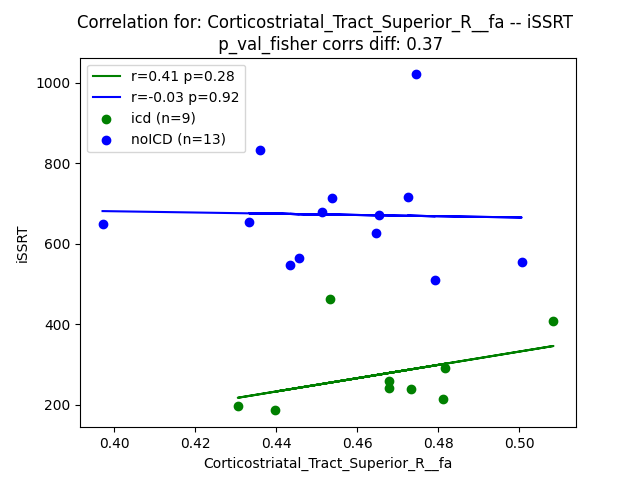 Correlation for: Corticostriatal_Tract_Superior_R__fa -- iSSRT
p_val_fisher corrs diff: 0.37
r=0.41 p=0.28
r=-0.03 p=0.92
icd (n=9)
noICD (n=13)
1000
800
600
400
200
iSSRT
0.40 0.42 0.44 0.46 0.48 0.50
Corticostriatal_Tract_Superior_R__fa